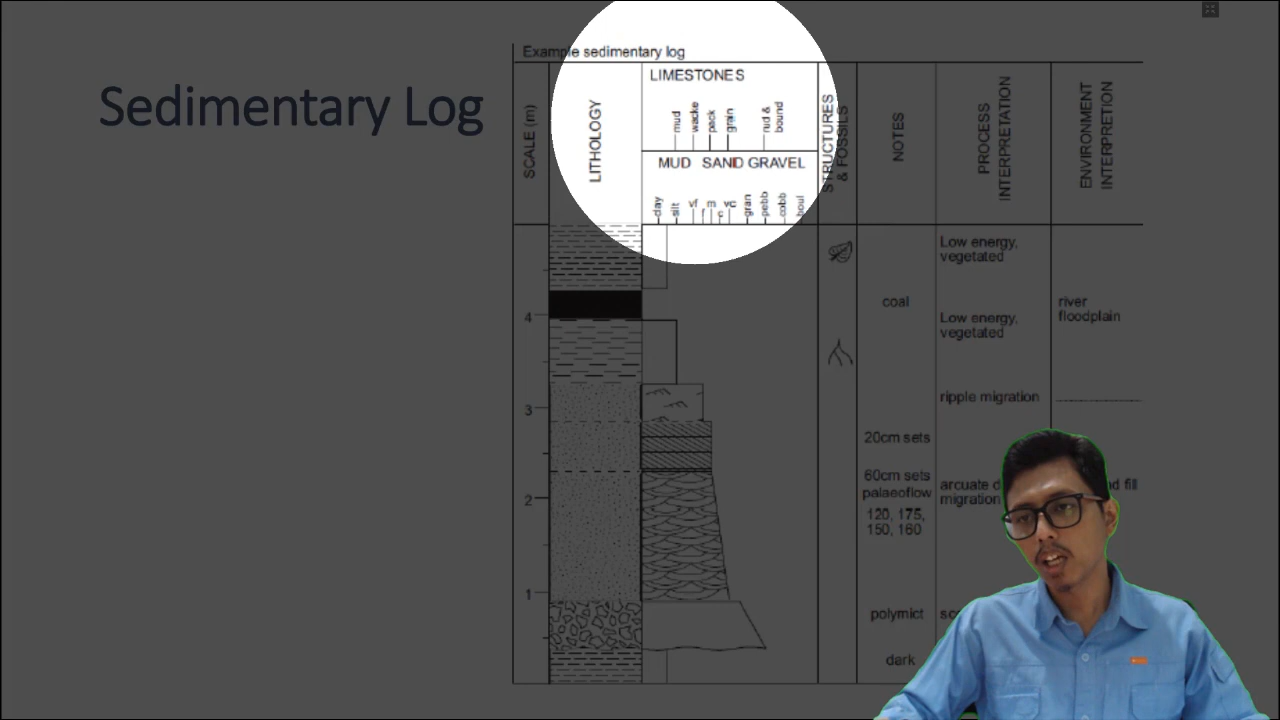 Sedimentary Log
Example sedimentary log
SCALE (m)
LITHOLOGY
LIMESTONES
mud
wacke
pack
grain
rud &
bound
MUD SAND GRAVEL
clay
silt
vf
f
m
c
vc
gran
pebb
cobb
boul
STRUCTURES
& FOSSILS
NOTES
PROCESS
INTERPRETATION
ENVIRONMENT
INTERPRETION
Low energy,
vegetated
4
coal
river
floodplain
Low energy,
vegetated
3
ripple migration
20cm sets
60cm sets
palaeoflow
120, 175,
150, 160
arcuate
migration
fill
2
1
polymict
dark